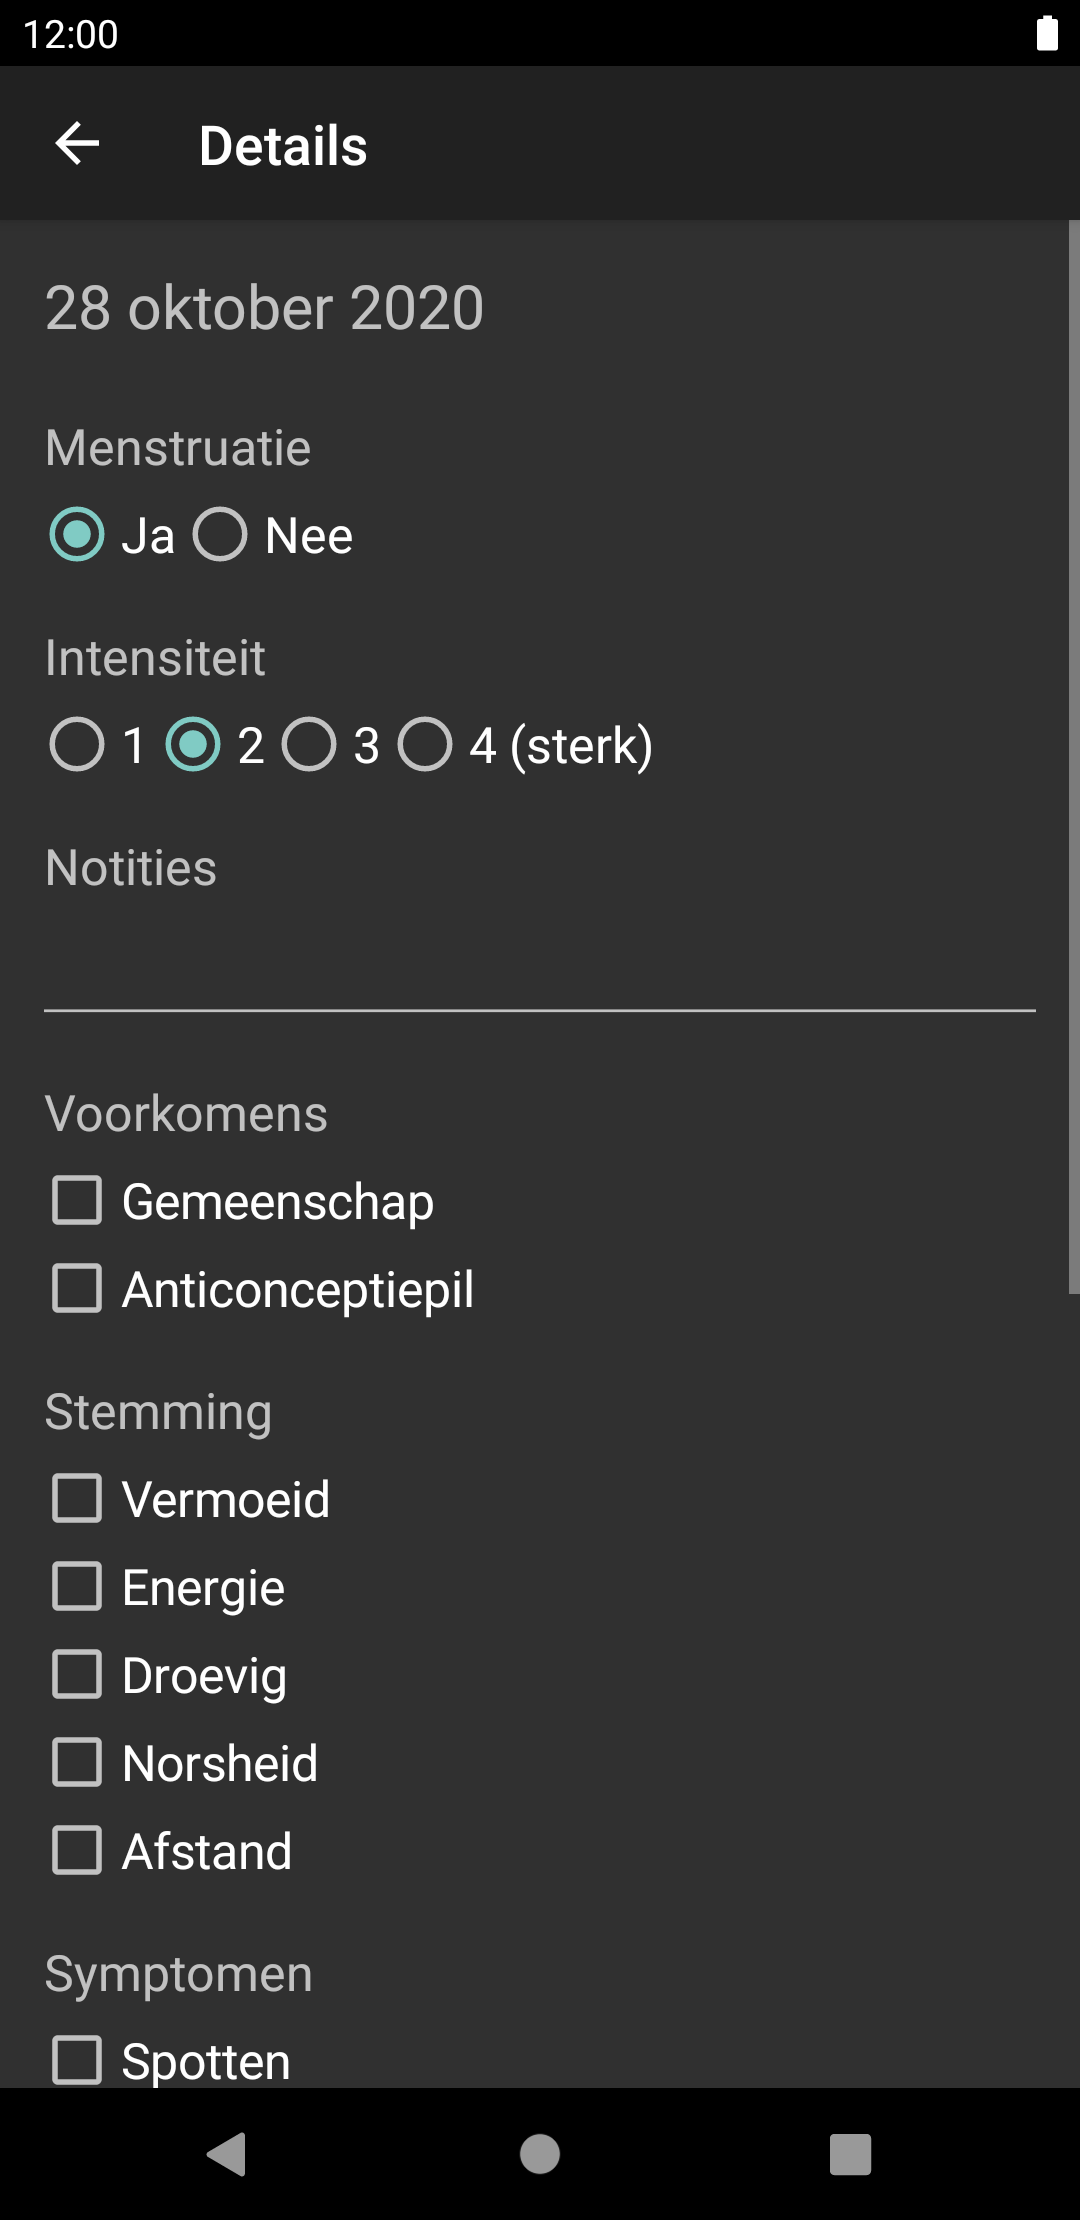 12:00
Details
28 oktober 2020
Menstruatie
Ja Nee
Intensiteit
1 2 3 4 (sterk)
Notities
Voorkomens
Gemeenschap
Anticonceptiepil
Stemming
Vermoeid
Energie
Droevig
Norsheid
Afstand
Symptomen
Spotten